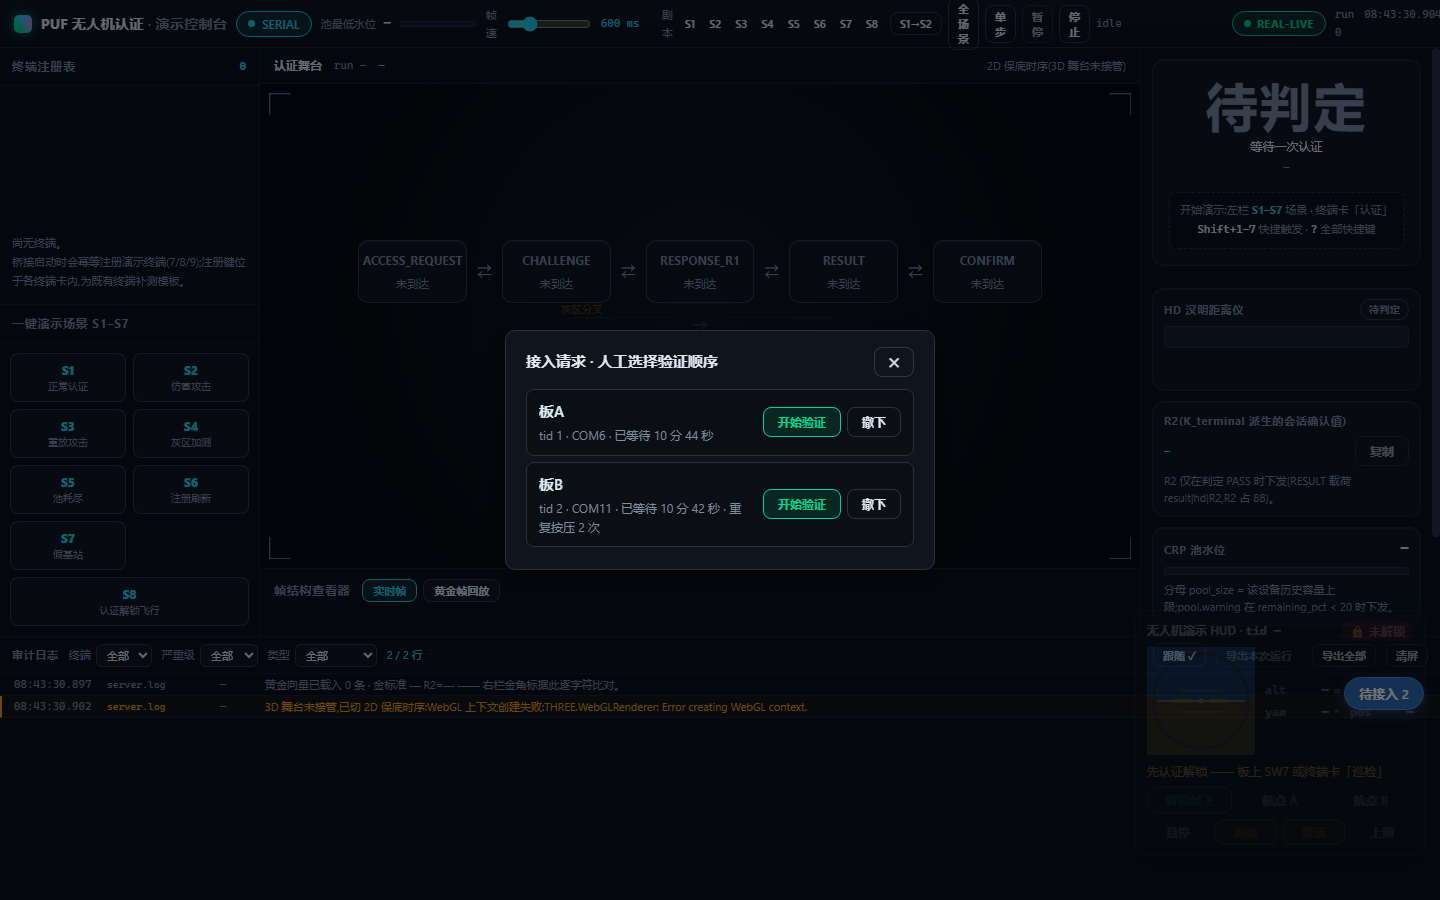 PUF 无人机认证 · 演示控制台
SERIAL
池最低水位 —
帧速
600 ms
剧本
S1 S2 S3 S4 S5 S6 S7 S8
S1→S2
全场景
单步
暂停
停止
idle
REAL-LIVE
run 08:43:30.904
0
终端注册表 0
认证舞台 run — —
2D 保底时序(3D 舞台未接管)
尚无终端。
桥接启动时会幂等注册演示终端(7/8/9);注册键位
于各终端卡内,为既有终端补测模板。
一键演示场景 S1–S7
S1
正常认证
S2
仿冒攻击
S3
重放攻击
S4
灰区加测
S5
池耗尽
S6
注册刷新
S7
假基站
S8
认证解锁飞行
ACCESS_REQUEST
未到达
CHALLENGE
未到达
RESPONSE_R1
未到达
RESULT
未到达
CONFIRM
未到达
灰区分叉
接入请求 · 人工选择验证顺序
板A
tid 1 · COM6 · 已等待 10 分 44 秒
开始验证 撤下
板B
tid 2 · COM11 · 已等待 10 分 42 秒 · 重
复按压 2 次
开始验证 撤下
帧结构查看器 实时帧 黄金帧回放
待判定
等待一次认证
—
开始演示:左栏 S1–S7 场景 · 终端卡「认证」
Shift+1–7 快捷触发 · ? 全部快捷键
HD 汉明距离仪 待判定
R2(K_terminal 派生的会话确认值)
— 复制
R2 仅在判定 PASS 时下发(RESULT 载荷
result|hd|R2,R2 占 8B)。
CRP 池水位 —
分母 pool_size = 该设备历史容量上
限;pool.warning 在 remaining_pct < 20 时下发。
审计日志 终端 全部 严重级 全部 类型 全部 2 / 2 行
跟随 ✓ 导出本次运行 导出全部 清屏
08:43:30.897 server.log — 黄金向量已载入 0 条 · 金标准 — R2=— —— 右栏金角标据此逐字符比对。
08:43:30.902 server.log — 3D 舞台未接管,已切 2D 保底时序:WebGL 上下文创建失败:THREE.WebGLRenderer: Error creating WebGL context.
无人机演示 HUD · tid — 未解锁
alt —
yaw — ° pos —
待接入 2
先认证解锁 —— 板上 SW7 或终端卡「巡检」
解锁起飞 航点 A 航点 B
悬停 上锁